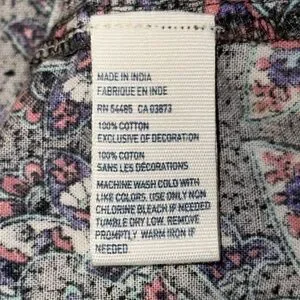 MADE IN INDIA
FABRIQUE EN INDE
RN 54485 CA 03873
100% COTTON
EXCLUSIVE OF DECORATION
100% COTON
SANS LES DÉCORATIONS
MACHINE WASH COLD WITH
LIKE COLORS, USE ONLY NON
CHLORINE BLEACH IF NEEDED
TUMBLE DRY LOW. REMOVE
PROMPTLY WARM IRON IF
NEEDED